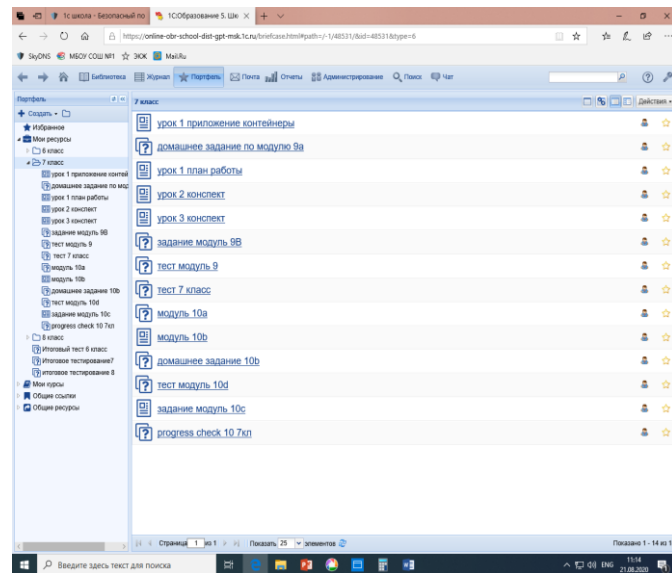 1с школа - Безопасный по
1С:Образование 5. Шко
https://online-obr-school-dist-gpt-msk.1c.ru/briefcase.html#path=/-1/48531/&id=48531&type=6
SkyDNS
МБОУ СОШ №1
ЭЖ
Mail.Ru
Библиотека
Журнал
Портфель
Почта
Отчеты
Администрирование
Поиск
Чат
Портфель
7 класс
Действия
Создать
Избранное
Мои ресурсы
6 класс
7 класс
урок 1 приложение контей
домашнее задание по мод
урок 1 план работы
урок 2 конспект
урок 3 конспект
задание модуль 9В
тест модуль 9
тест 7 класс
модуль 10a
модуль 10b
домашнее задание 10b
тест модуль 10d
задание модуль 10c
progress check 10 7кл
8 класс
Итоговый тест 6 класс
Итоговое тестирование7
итоговое тестирование 8
Мои курсы
Общие ссылки
Общие ресурсы
урок 1 приложение контейнеры
домашнее задание по модулю 9а
урок 1 план работы
урок 2 конспект
урок 3 конспект
задание модуль 9В
тест модуль 9
тест 7 класс
модуль 10a
модуль 10b
домашнее задание 10b
тест модуль 10d
задание модуль 10c
progress check 10 7кл
Страница 1 из 1
Показать 25 элементов
Показано 1 - 14 из 1
Введите здесь текст для поиска
ENG
11:14
21.08.2020